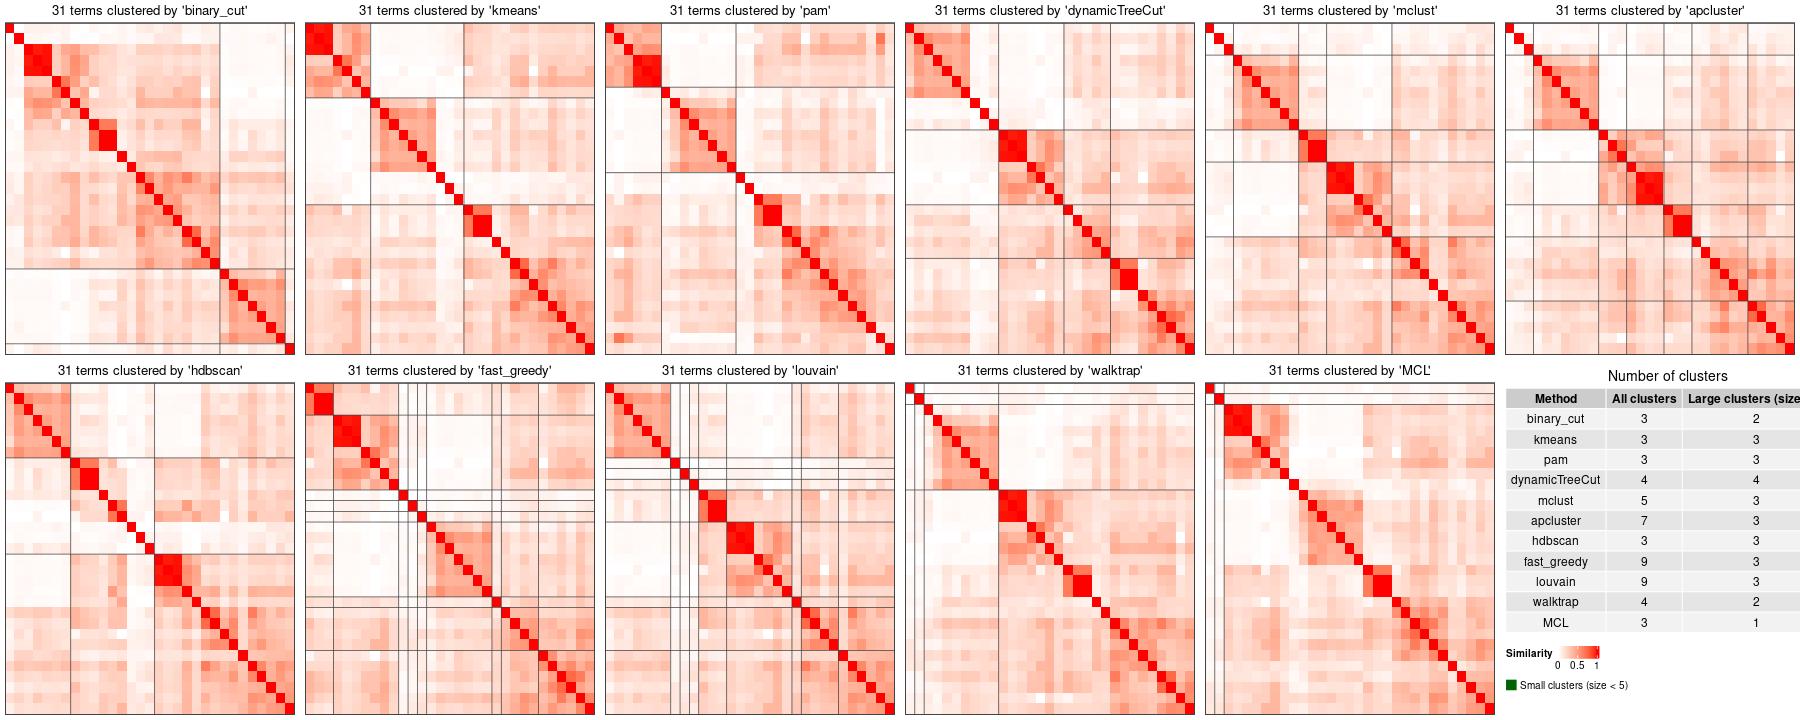 31 terms clustered by 'binary_cut'
31 terms clustered by 'kmeans'
31 terms clustered by 'pam'
31 terms clustered by 'dynamicTreeCut'
31 terms clustered by 'mclust'
31 terms clustered by 'apcluster'
31 terms clustered by 'hdbscan'
31 terms clustered by 'fast_greedy'
31 terms clustered by 'louvain'
31 terms clustered by 'walktrap'
31 terms clustered by 'MCL'
Number of clusters
Method All clusters Large clusters (size
binary_cut 3 2
kmeans 3 3
pam 3 3
dynamicTreeCut 4 4
mclust 5 3
apcluster 7 3
hdbscan 3 3
fast_greedy 9 3
louvain 9 3
walktrap 4 2
MCL 3 1
Similarity
0 0.5 1
Small clusters (size < 5)